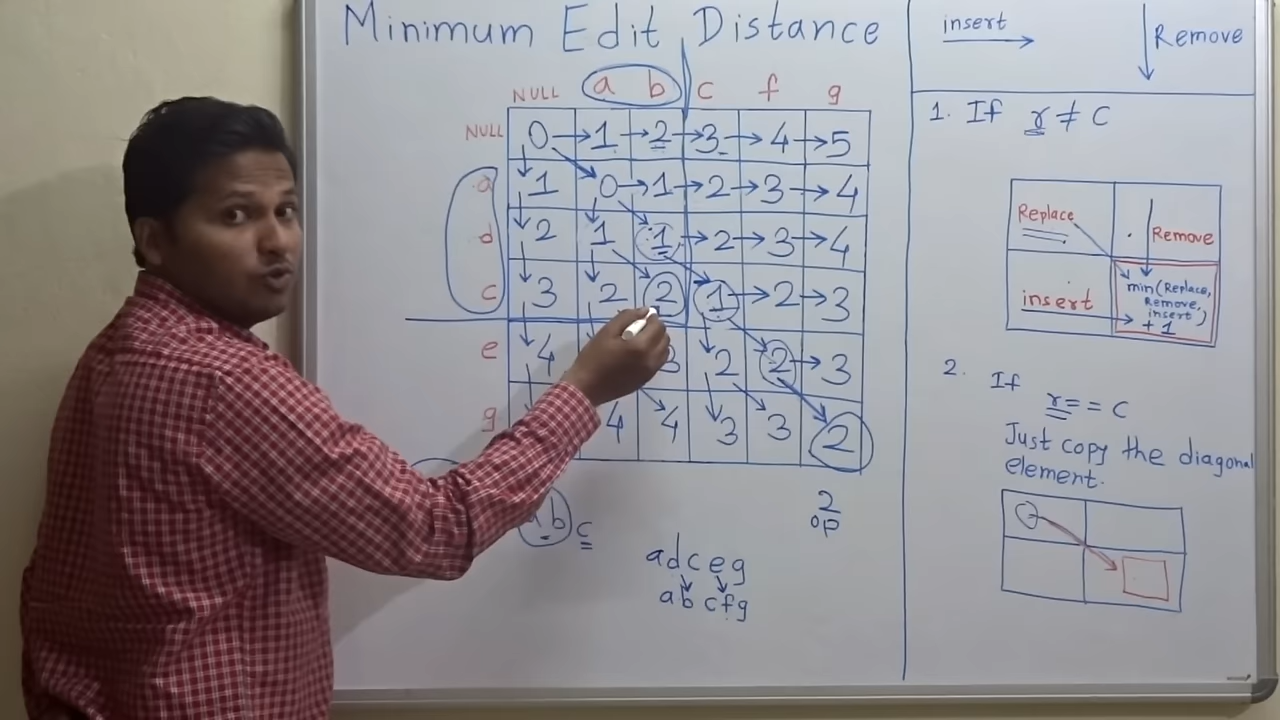 Minimum Edit Distance
NULL a b c f g
NULL 0 1 2 3 4 5
a 1 0 1 2 3 4
d 2 1 1 2 3 4
c 3 2 2 1 2 3
e 4 3 2 2 3
g 4 4 3 3 2
ab c
2
op
adceg
abcfg
insert
Remove
1. If r ≠ C
Replace
Remove
insert
min(Replace,
Remove,
insert)
+ 1
2. If
r = = C
Just copy the diagonal
element.